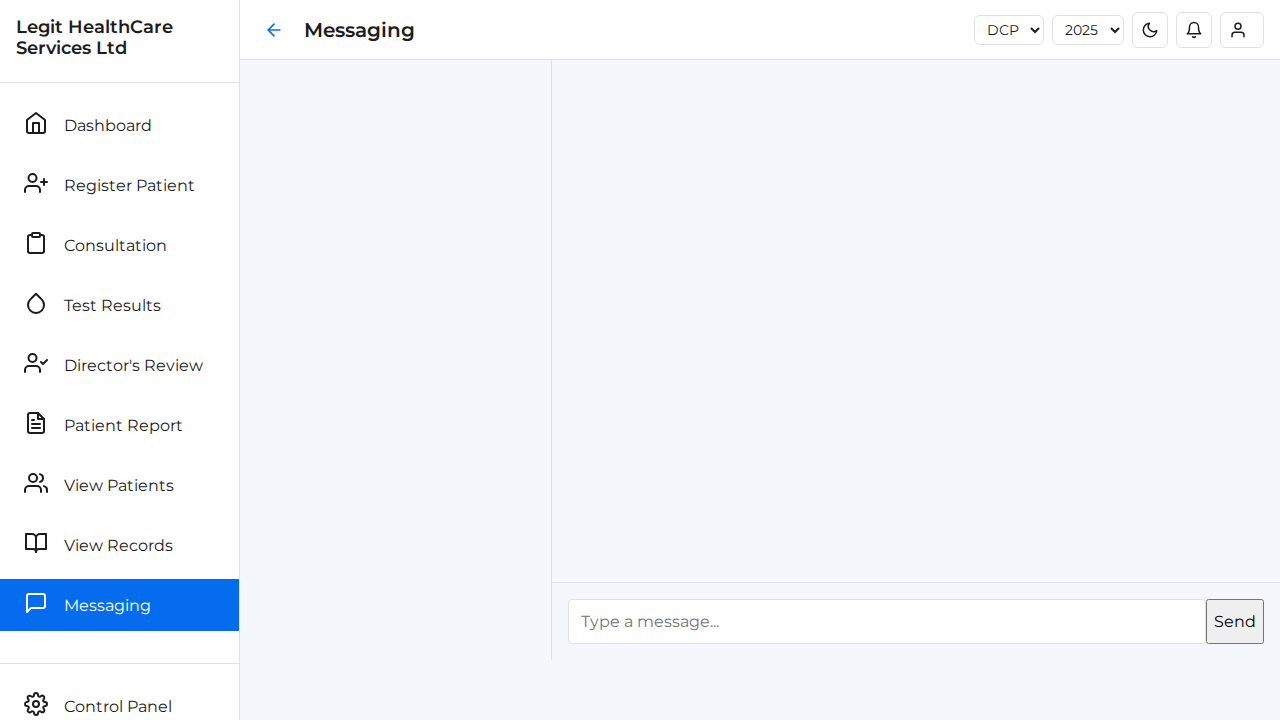 Legit HealthCare
Services Ltd
Messaging
DCP
2025
Dashboard
Register Patient
Consultation
Test Results
Director's Review
Patient Report
View Patients
View Records
Messaging
Control Panel
Type a message...
Send